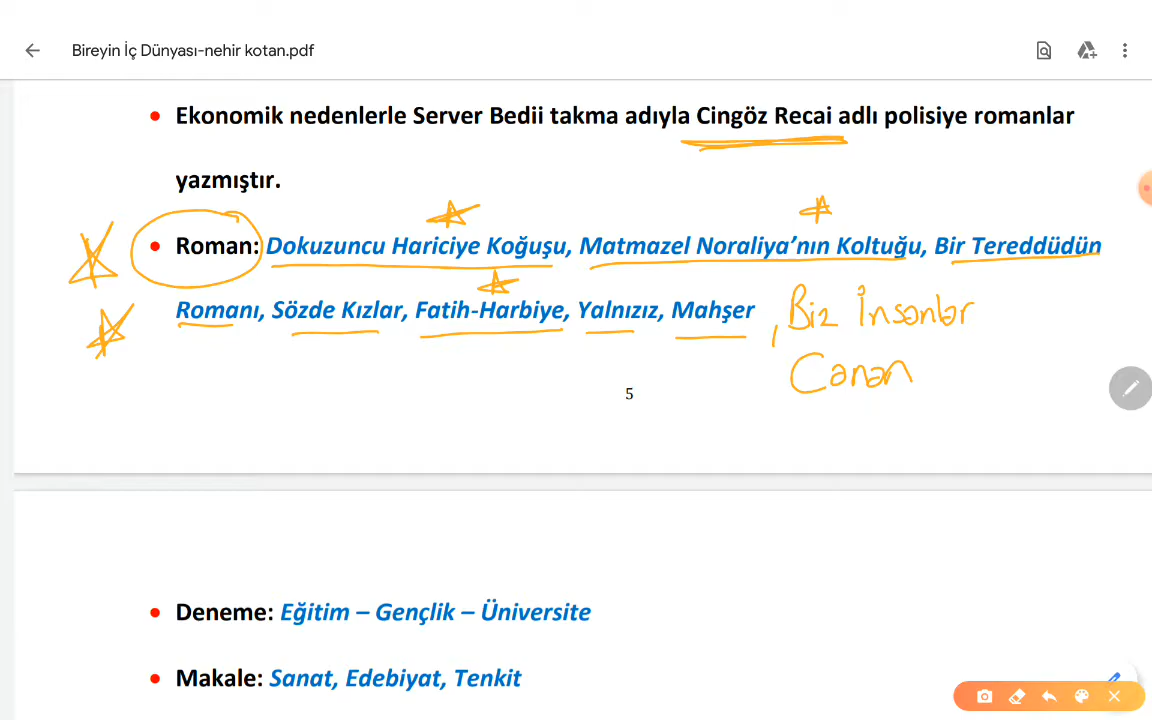 Bireyin İç Dünyası-nehir kotan.pdf
• Ekonomik nedenlerle Server Bedii takma adıyla Cingöz Recai adlı polisiye romanlar
yazmıştır.
• Roman: Dokuzuncu Hariciye Koğuşu, Matmazel Noraliya’nın Koltuğu, Bir Tereddüdün
Romanı, Sözde Kızlar, Fatih-Harbiye, Yalnızız, Mahşer , Biz İnsanlar
Canan
5
• Deneme: Eğitim – Gençlik – Üniversite
• Makale: Sanat, Edebiyat, Tenkit